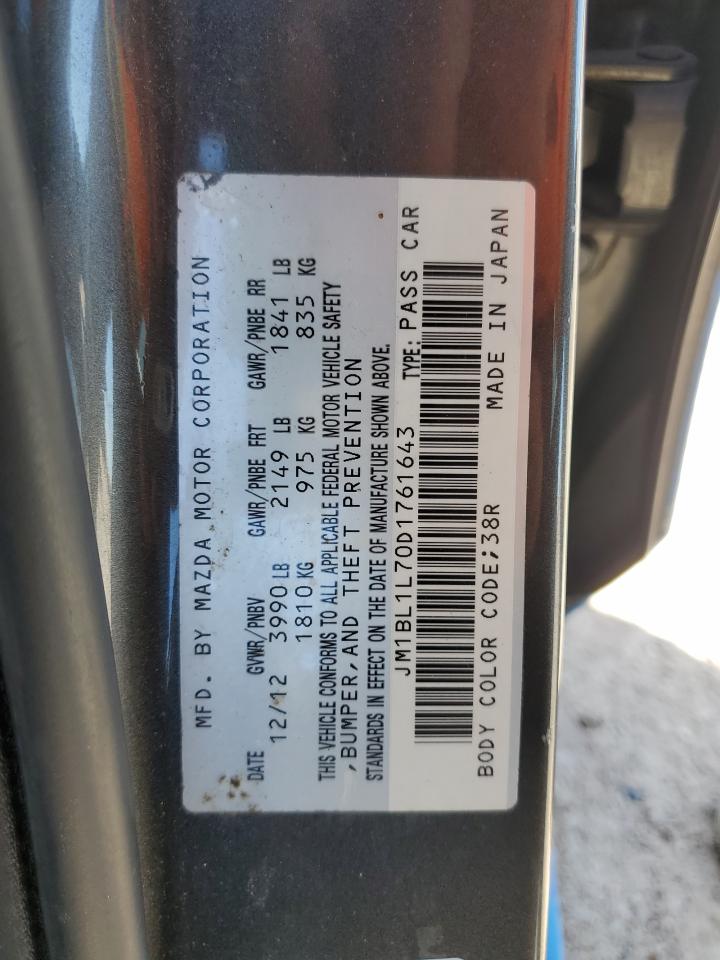 MFD. BY MAZDA MOTOR CORPORATION
DATE GVWR/PNBV GAWR/PNBE FRT GAWR/PNBE RR
12/12 3990 LB 2149 LB 1841 LB
1810 KG 975 KG 835 KG
THIS VEHICLE CONFORMS TO ALL APPLICABLE FEDERAL MOTOR VEHICLE SAFETY
,BUMPER,AND THEFT PREVENTION
STANDARDS IN EFFECT ON THE DATE OF MANUFACTURE SHOWN ABOVE.
JM1BL1L70D1761643 TYPE: PASS CAR
BODY COLOR CODE;38R MADE IN JAPAN